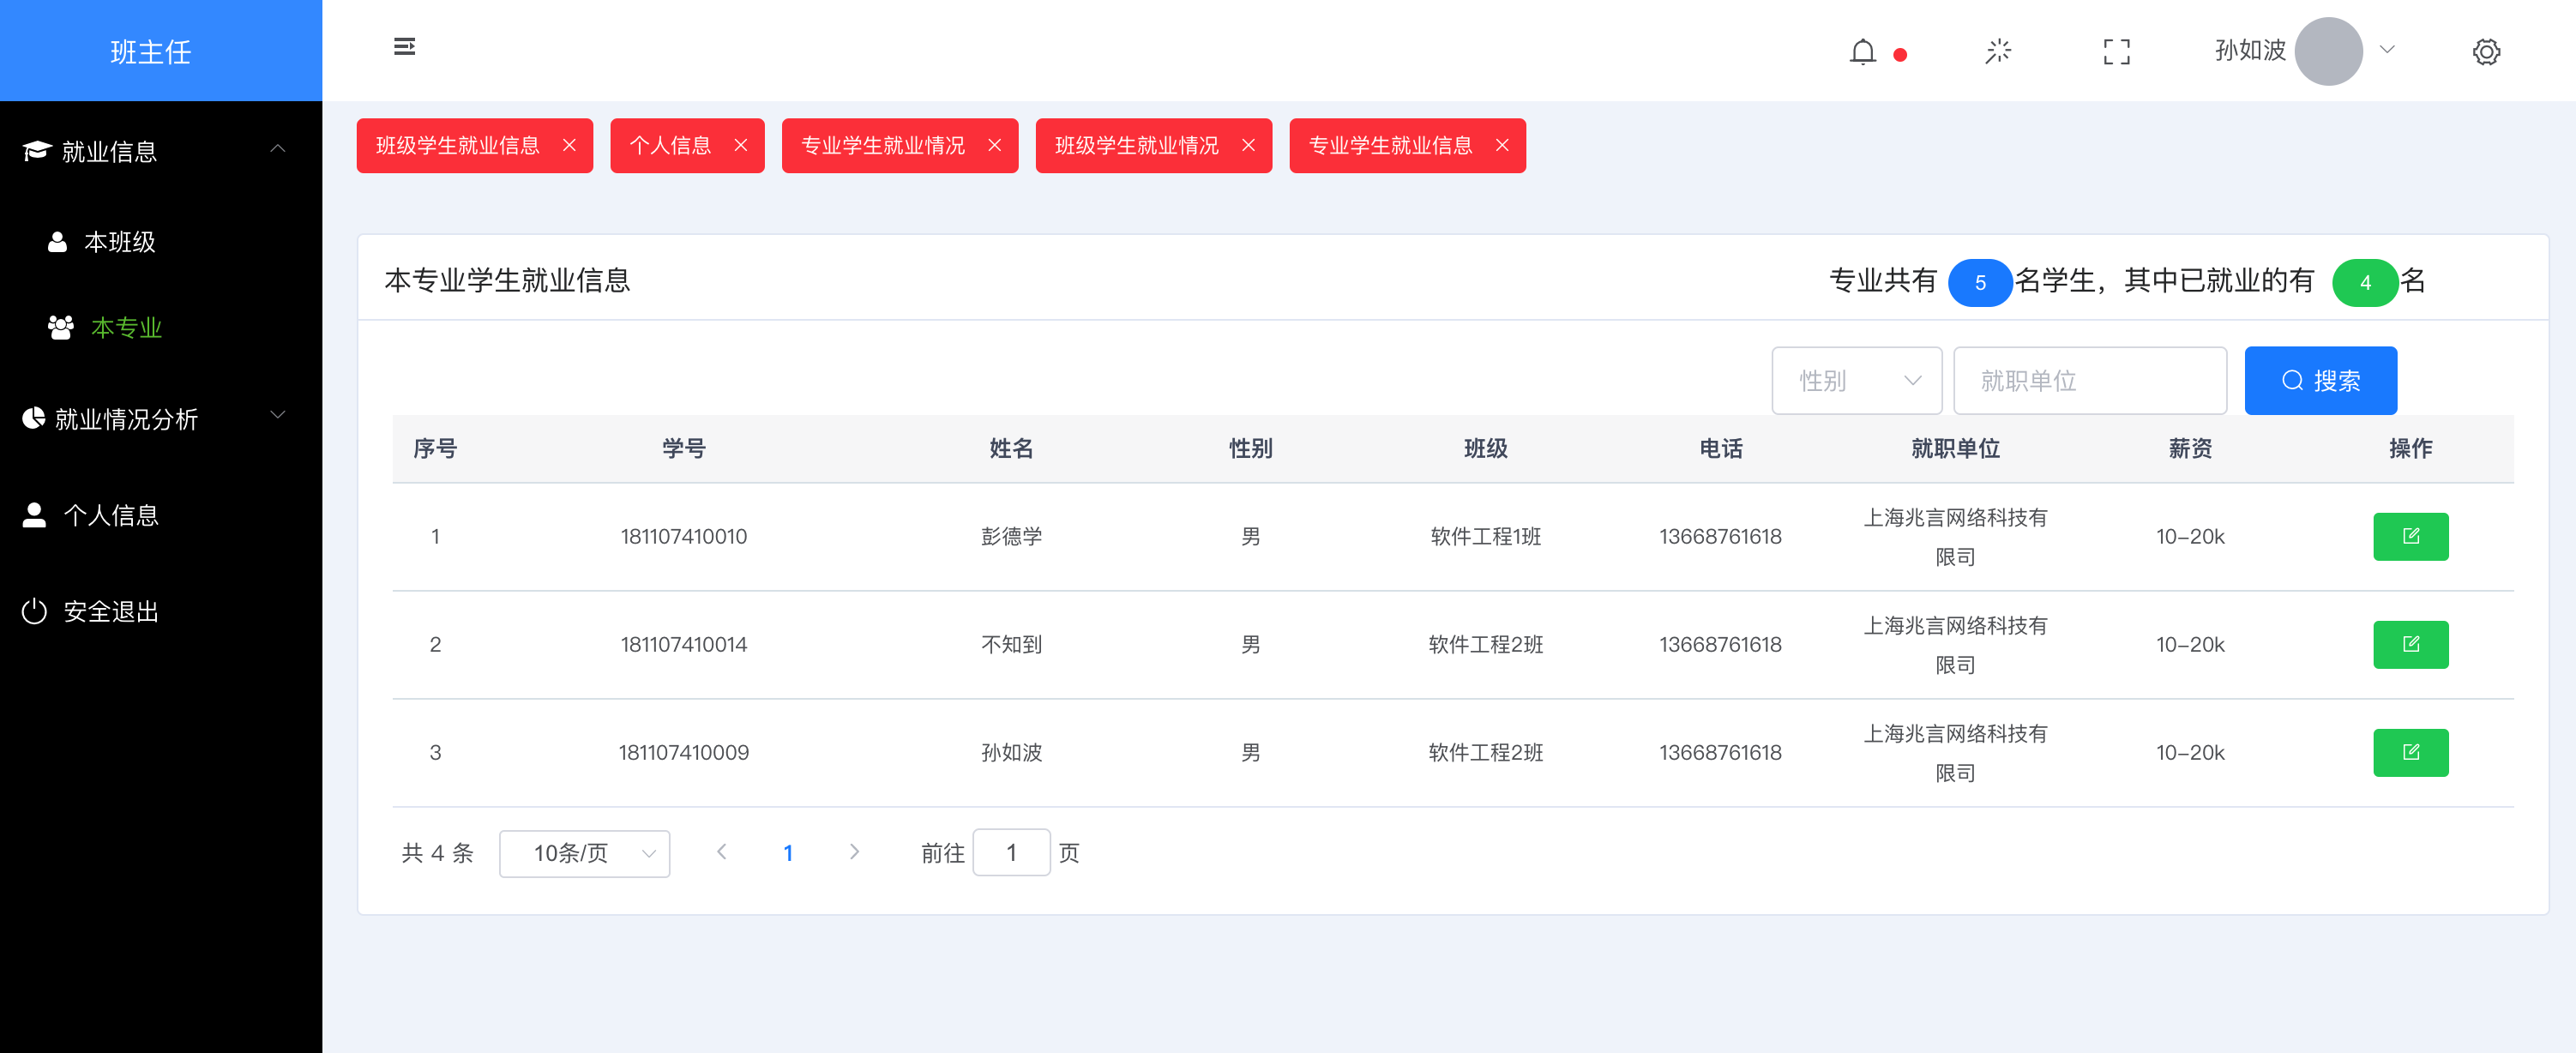 班主任
孙如波
就业信息
本班级
本专业
就业情况分析
个人信息
安全退出
班级学生就业信息
个人信息
专业学生就业情况
班级学生就业情况
专业学生就业信息
本专业学生就业信息
专业共有 5 名学生，其中已就业的有 4 名
性别 就职单位 搜索
序号 学号 姓名 性别 班级 电话 就职单位 薪资 操作
1 181107410010 彭德学 男 软件工程1班 13668761618 上海兆言网络科技有
限司
10-20k
2 181107410014 不知到 男 软件工程2班 13668761618 上海兆言网络科技有
限司
10-20k
3 181107410009 孙如波 男 软件工程2班 13668761618 上海兆言网络科技有
限司
10-20k
共 4 条 10条/页 1 前往 1 页